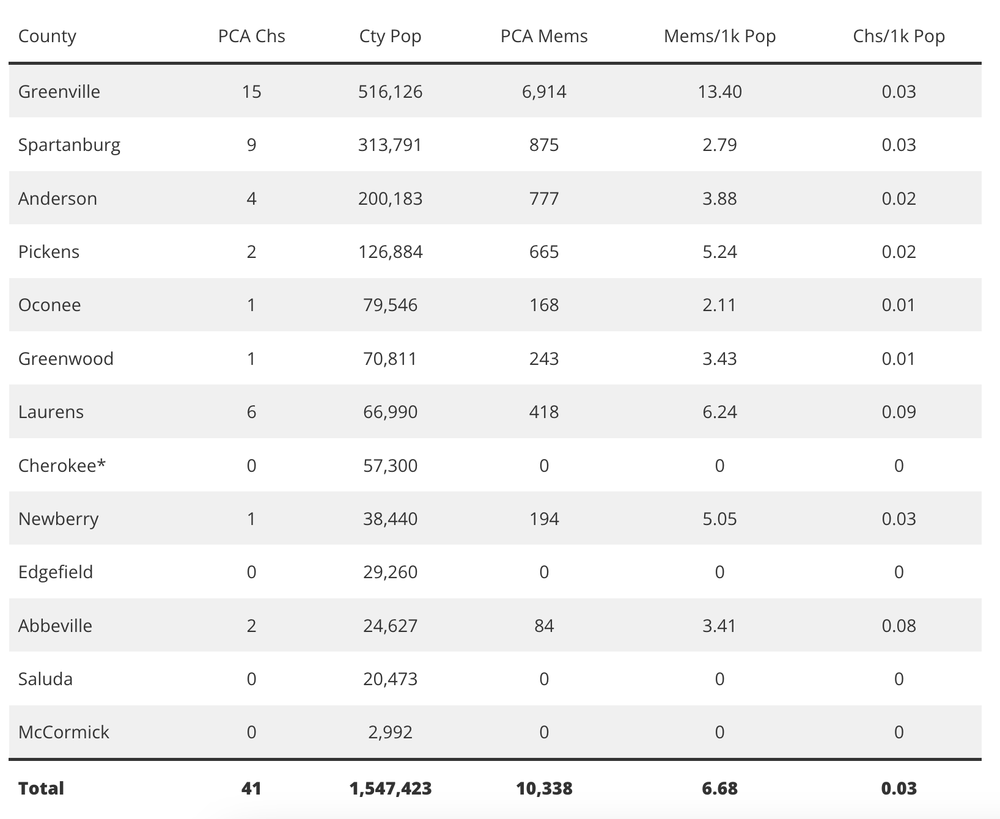 County PCA Chs Cty Pop PCA Mems Mems/1k Pop Chs/1k Pop
Greenville 15 516,126 6,914 13.40 0.03
Spartanburg 9 313,791 875 2.79 0.03
Anderson 4 200,183 777 3.88 0.02
Pickens 2 126,884 665 5.24 0.02
Oconee 1 79,546 168 2.11 0.01
Greenwood 1 70,811 243 3.43 0.01
Laurens 6 66,990 418 6.24 0.09
Cherokee* 0 57,300 0 0 0
Newberry 1 38,440 194 5.05 0.03
Edgefield 0 29,260 0 0 0
Abbeville 2 24,627 84 3.41 0.08
Saluda 0 20,473 0 0 0
McCormick 0 2,992 0 0 0
Total 41 1,547,423 10,338 6.68 0.03